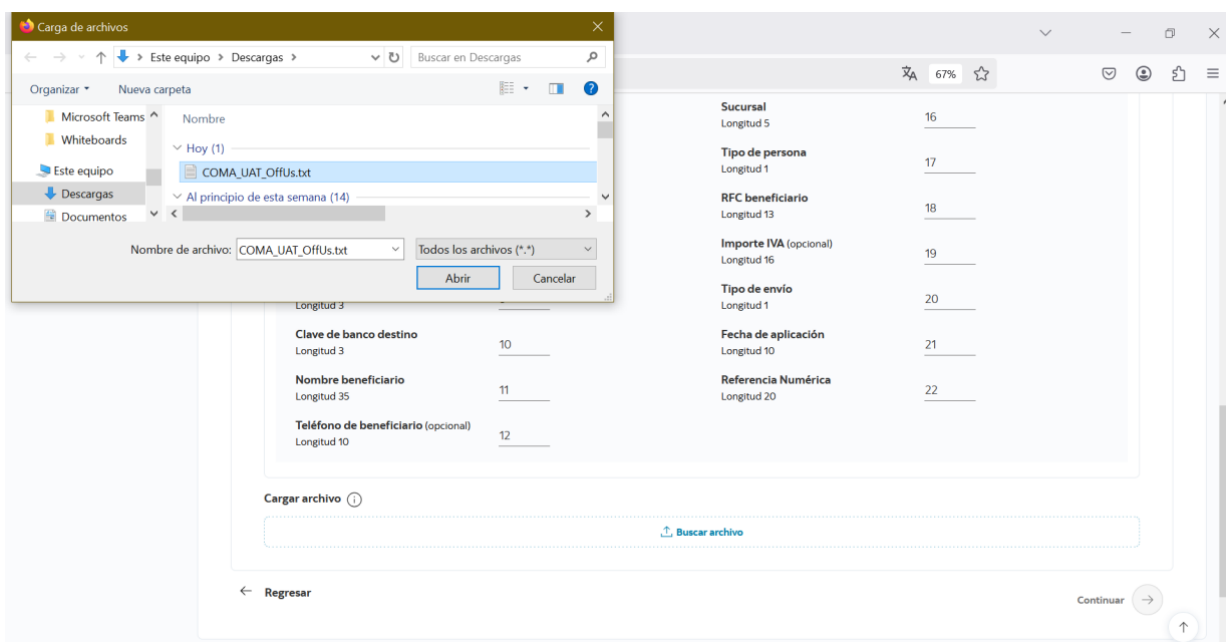 Carga de archivos
Este equipo > Descargas >
Buscar en Descargas
Organizar
Nueva carpeta
Microsoft Teams
Whiteboards
Este equipo
Descargas
Documentos
Nombre
Hoy (1)
COMA_UAT_OffUs.txt
Al principio de esta semana (14)
Nombre de archivo: COMA_UAT_OffUs.txt
Todos los archivos (*.*)
Abrir
Cancelar
67%
Longitud 3
Clave de banco destino
Longitud 3
10
Nombre beneficiario
Longitud 35
11
Teléfono de beneficiario (opcional)
Longitud 10
12
Sucursal
Longitud 5
16
Tipo de persona
Longitud 1
17
RFC beneficiario
Longitud 13
18
Importe IVA (opcional)
Longitud 16
19
Tipo de envío
Longitud 1
20
Fecha de aplicación
Longitud 10
21
Referencia Numérica
Longitud 20
22
Cargar archivo
Buscar archivo
Regresar
Continuar